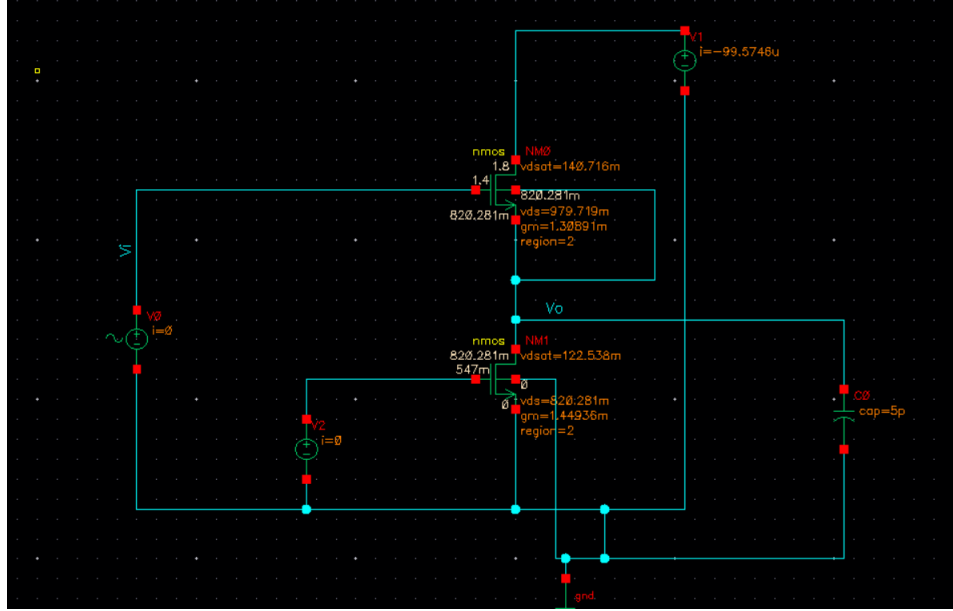 V1
i=-99.5746u
nmos
NM0
1.8
vdsat=140.716m
1.4
820.281m
820.281m
vds=979.719m
gm=1.30891m
region=2
Vi
Vo
V0
i=0
nmos
NM1
820.281m
vdsat=122.538m
547m
0
0
vds=820.281m
gm=1.44936m
region=2
C0
cap=5p
V2
i=0
gnd